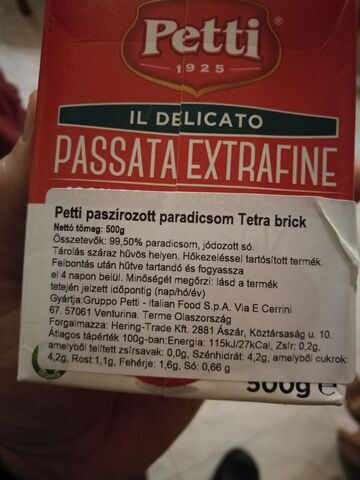 Petti®
1925
IL DELICATO
PASSATA EXTRAFINE
Petti paszírozott paradicsom Tetra brick
Nettó tömeg: 500g
Összetevők: 99,50% paradicsom, jódozott só.
Tárolás száraz hűvös helyen. Hőkezeléssel tartósított termék.
Felbontás után hűtve tartandó és fogyassza
el 4 napon belül. Minőségét megőrzi: lásd a termék
tetején jelzett időpontig (nap/hó/év)
Gyártja:Gruppo Petti - Italian Food S.p.A. Via E Cerrini
67. 57061 Venturina. Terme Olaszország
Forgalmazza: Hering-Trade Kft. 2881 Ászár, Köztársaság u. 10.
Átlagos tápérték 100g-ban:Energia: 115kJ/27kCal, Zsír: 0,2g,
amelyből telített zsírsavak: 0,0g, Szénhidrát: 4,2g, amelyből cukrok:
4,2g, Rost:1,1g, Fehérje: 1,6g, Só: 0,66 g
500g e